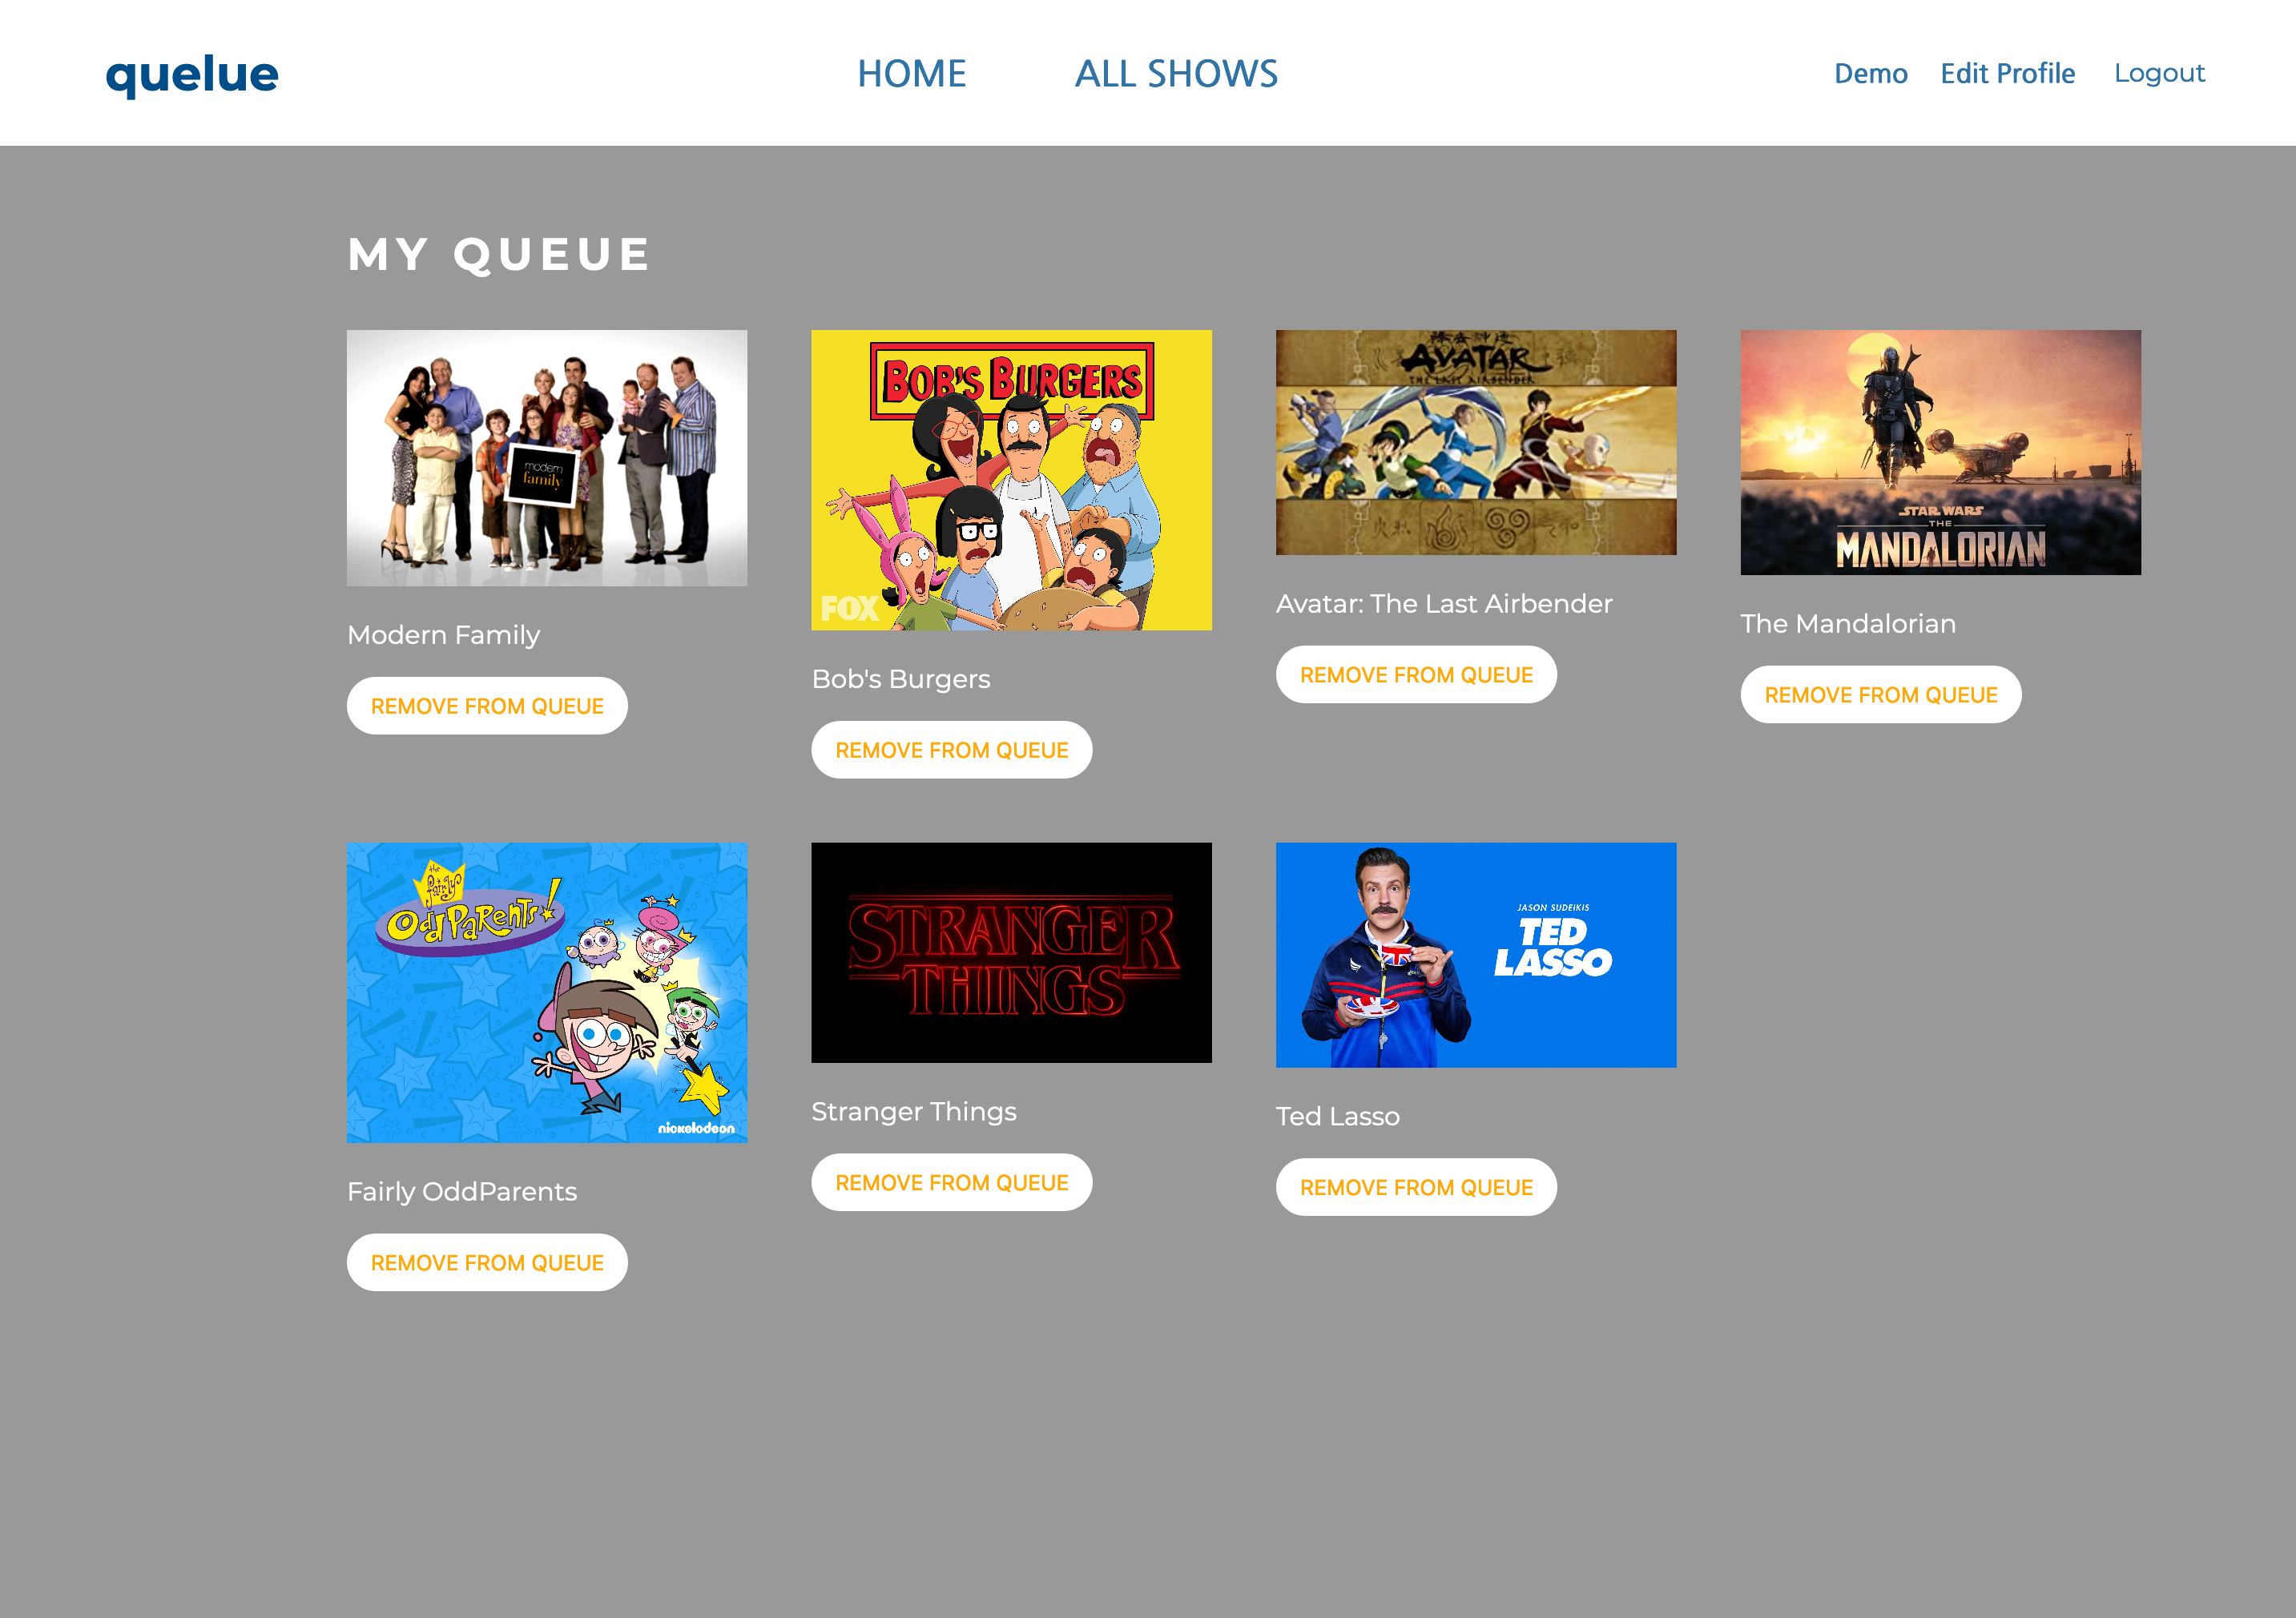 quelue
HOME
ALL SHOWS
Demo
Edit Profile
Logout
MY QUEUE
modern
family
Modern Family
REMOVE FROM QUEUE
BOB'S BURGERS
FOX
Bob's Burgers
REMOVE FROM QUEUE
AVATAR
THE LAST AIRBENDER
Avatar: The Last Airbender
REMOVE FROM QUEUE
STAR WARS
THE
MANDALORIAN
The Mandalorian
REMOVE FROM QUEUE
the
fairly
OddParents!
nickelodeon
Fairly OddParents
REMOVE FROM QUEUE
STRANGER
THINGS
Stranger Things
REMOVE FROM QUEUE
JASON SUDEIKIS
TED
LASSO
Ted Lasso
REMOVE FROM QUEUE